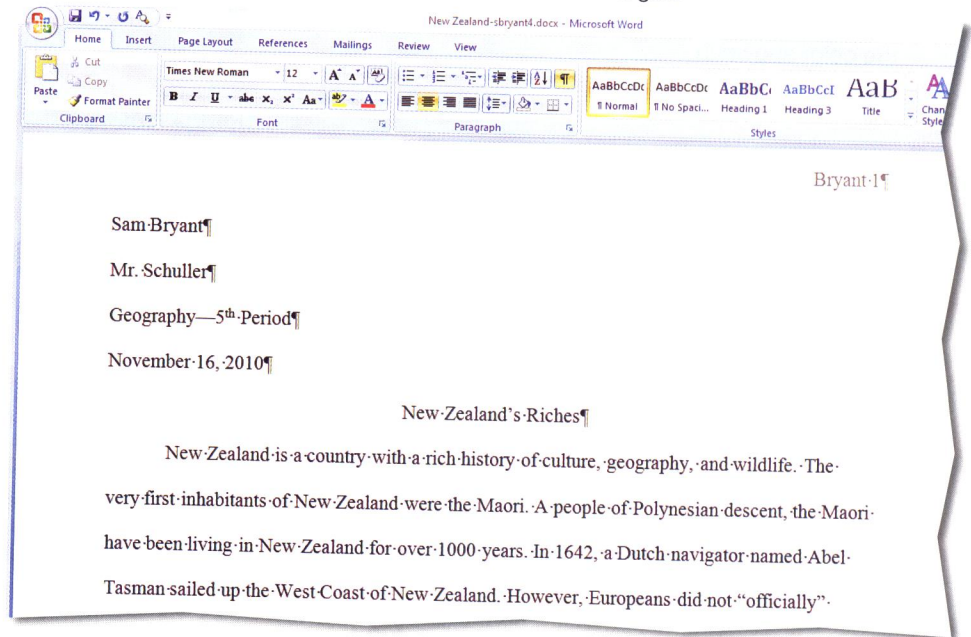 New Zealand-sbryant4.docx - Microsoft Word
Home Insert Page Layout References Mailings Review View
Paste
Cut
Copy
Format Painter
Clipboard
Times New Roman 12
B I U abc X₂ X² Aa A
Font
Paragraph
AaBbCcDc AaBbCcDc AaBbC AaBbCcI AaB
¶ Normal ¶ No Spaci... Heading 1 Heading 3 Title
Styles
Bryant·1¶
Sam·Bryant¶
Mr.·Schuller¶
Geography—5th·Period¶
November·16,·2010¶
New·Zealand’s·Riches¶
New·Zealand·is·a·country·with·a·rich·history·of·culture,·geography,·and·wildlife.·The·
very·first·inhabitants·of·New·Zealand·were·the·Maori.·A·people·of·Polynesian·descent,·the·Maori·
have·been·living·in·New·Zealand·for·over·1000·years.·In·1642,·a·Dutch·navigator·named·Abel·
Tasman·sailed·up·the·West·Coast·of·New·Zealand.·However,·Europeans·did·not·“officially”·